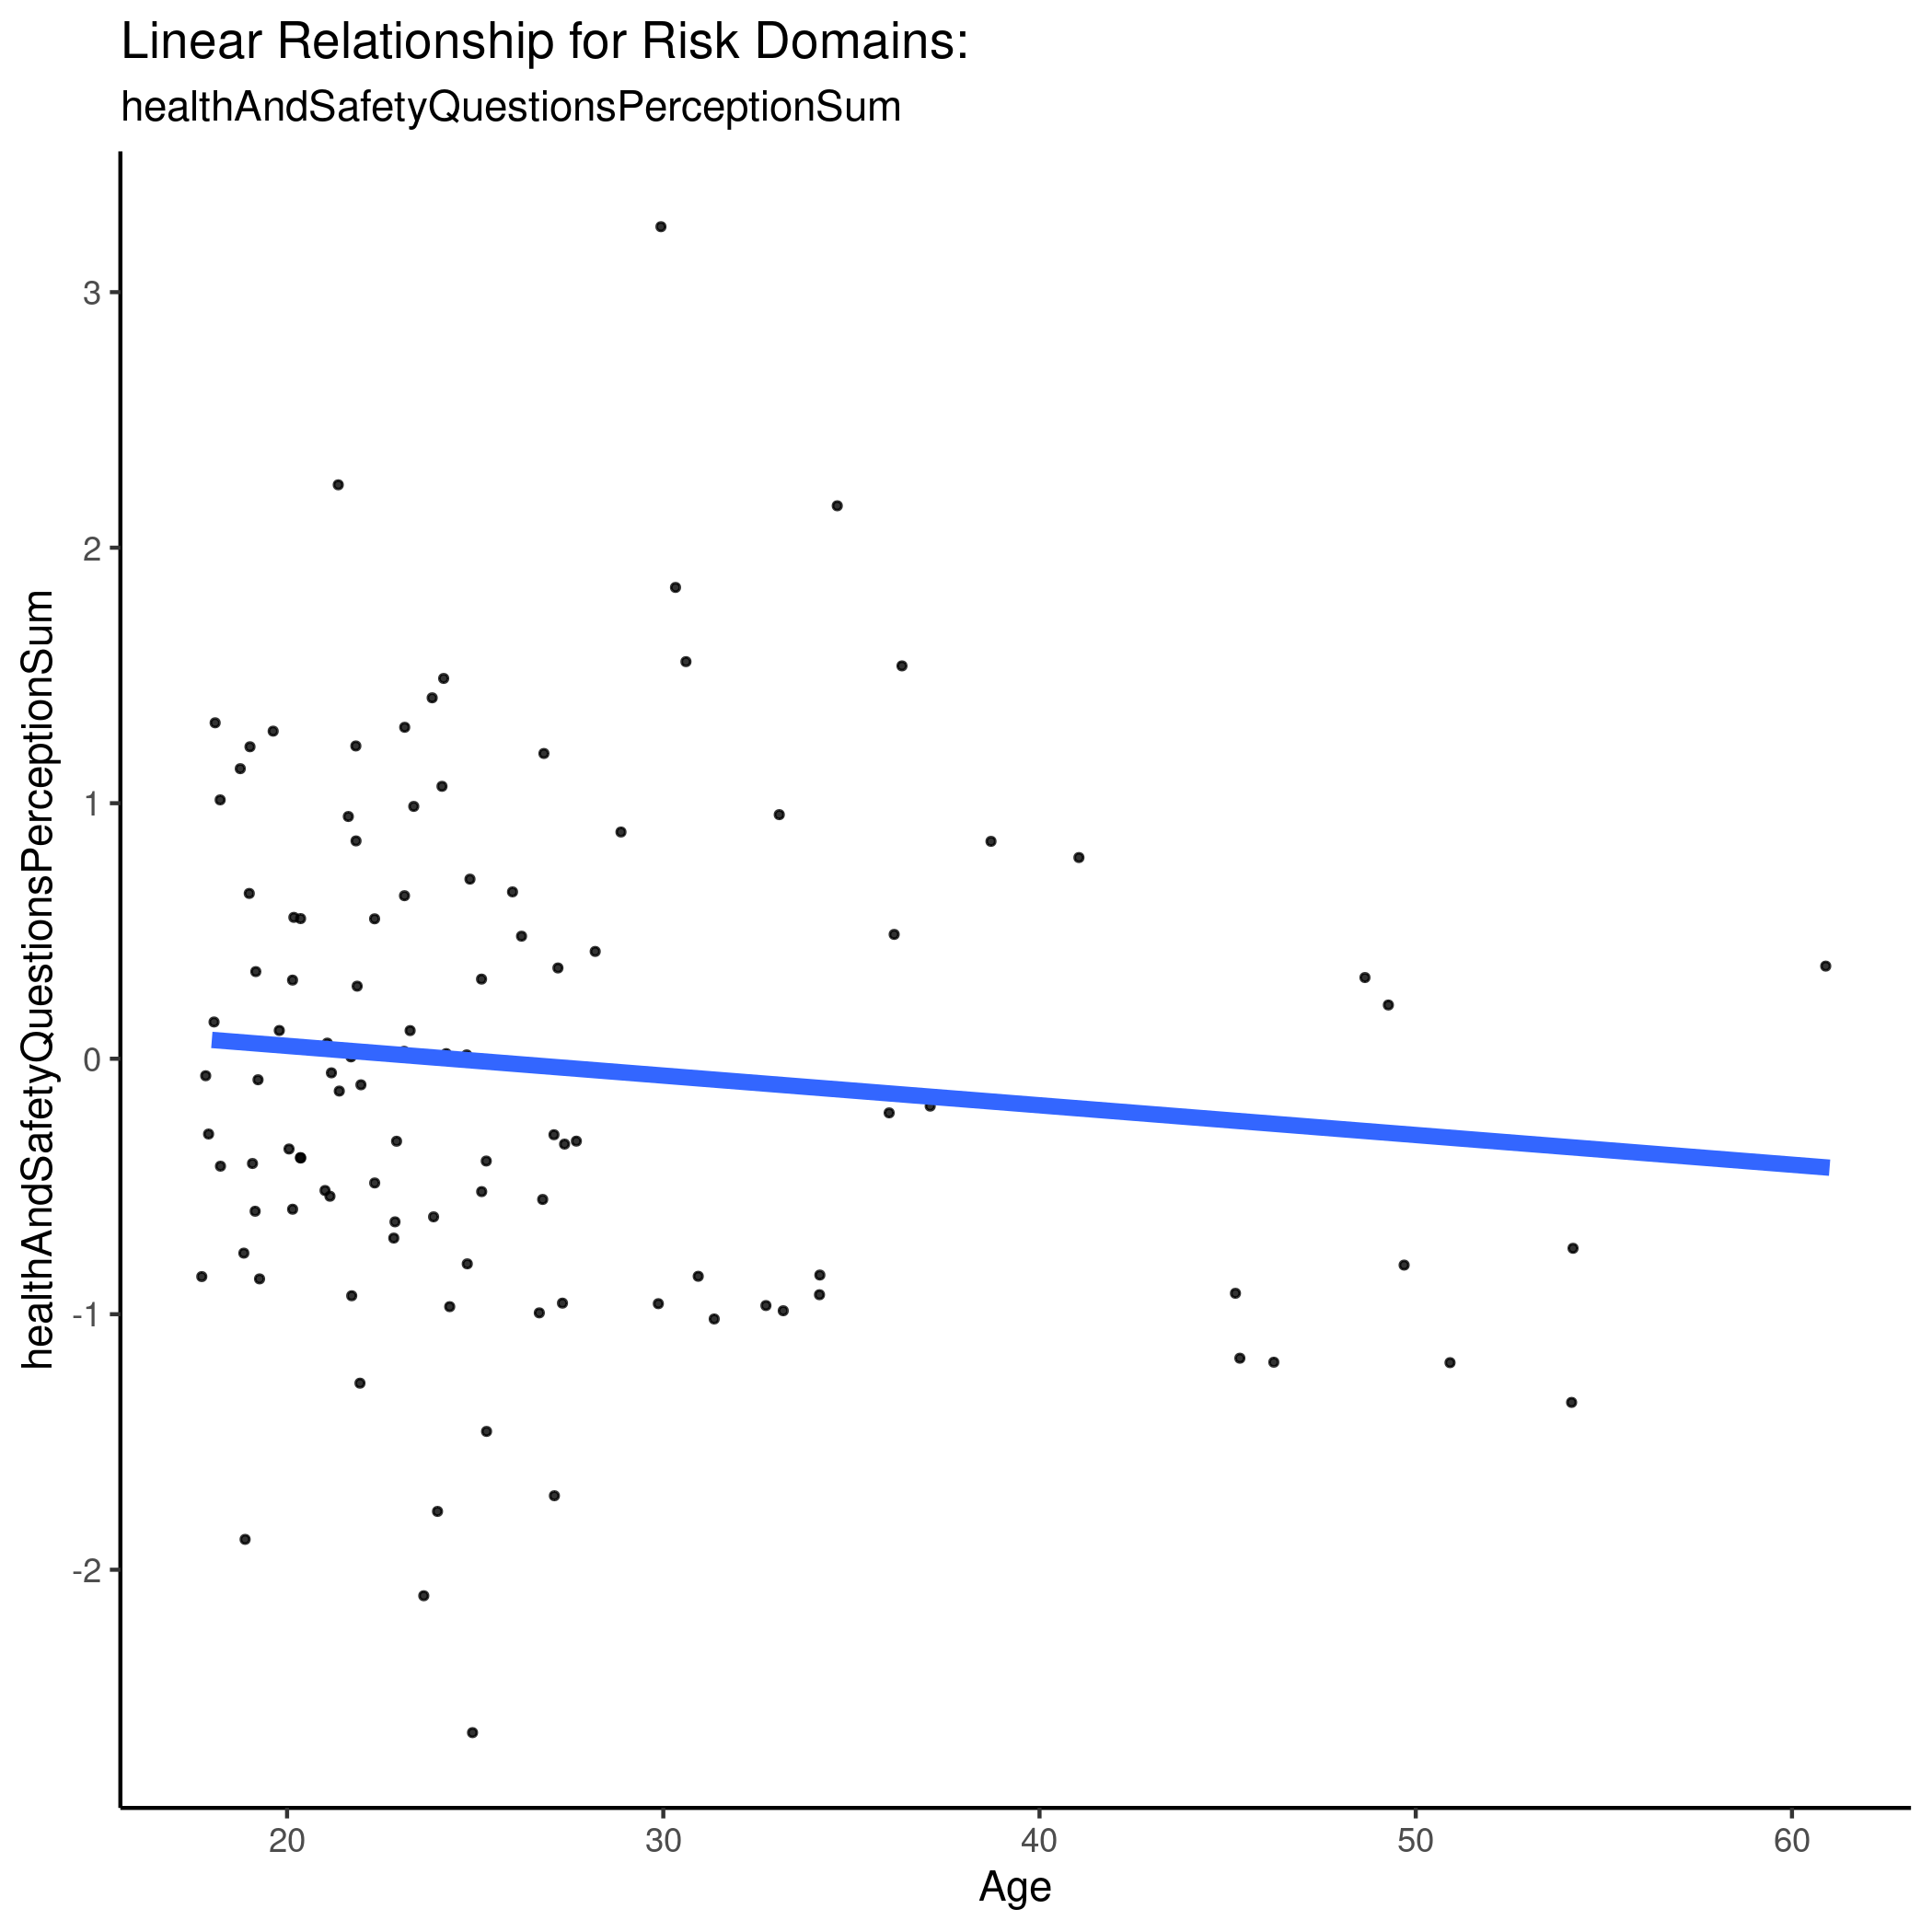 Linear Relationship for Risk Domains:
healthAndSafetyQuestionsPerceptionSum
healthAndSafetyQuestionsPerceptionSum
3
2
1
0
-1
-2
20
30
40
50
60
Age